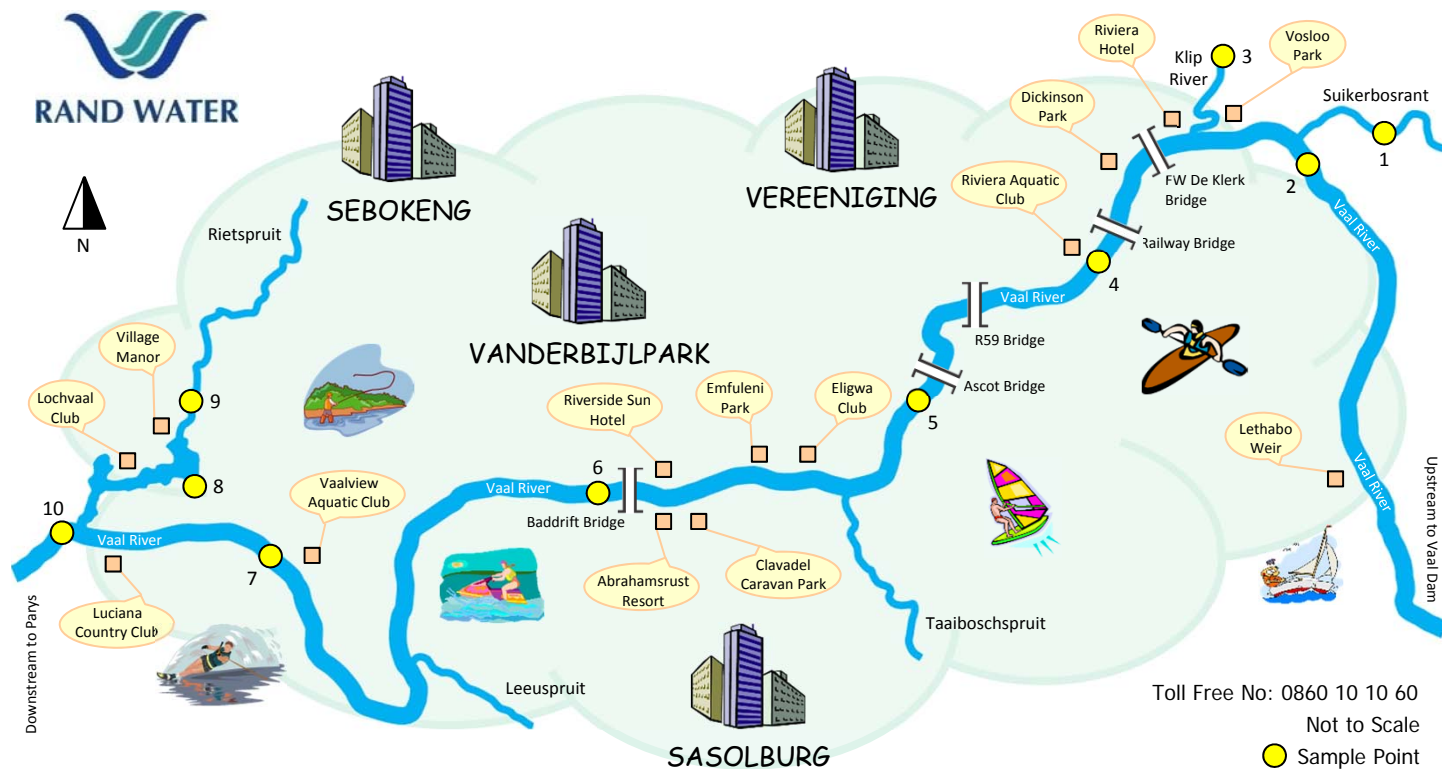 RAND WATER
N
SEBOKENG
VEREENIGING
VANDERBIJLPARK
SASOLBURG
Riviera
Hotel
Klip
River
3
Vosloo
Park
Suikerbosrant
1
2
Dickinson
Park
FW De Klerk
Bridge
Riviera Aquatic
Club
Railway Bridge
4
Vaal River
Vaal River
R59 Bridge
Ascot Bridge
5
Lethabo
Weir
Vaal River
Upstream to Vaal Dam
Rietspruit
Village
Manor
Lochvaal
Club
9
8
10
Vaal River
7
Vaalview
Aquatic Club
Luciana
Country Club
Downstream to Parys
Riverside Sun
Hotel
Emfuleni
Park
Eligwa
Club
6
Vaal River
Baddrift Bridge
Abrahamsrust
Resort
Clavadel
Caravan Park
Taaiboschspruit
Leeuspruit
Toll Free No: 0860 10 10 60
Not to Scale
Sample Point